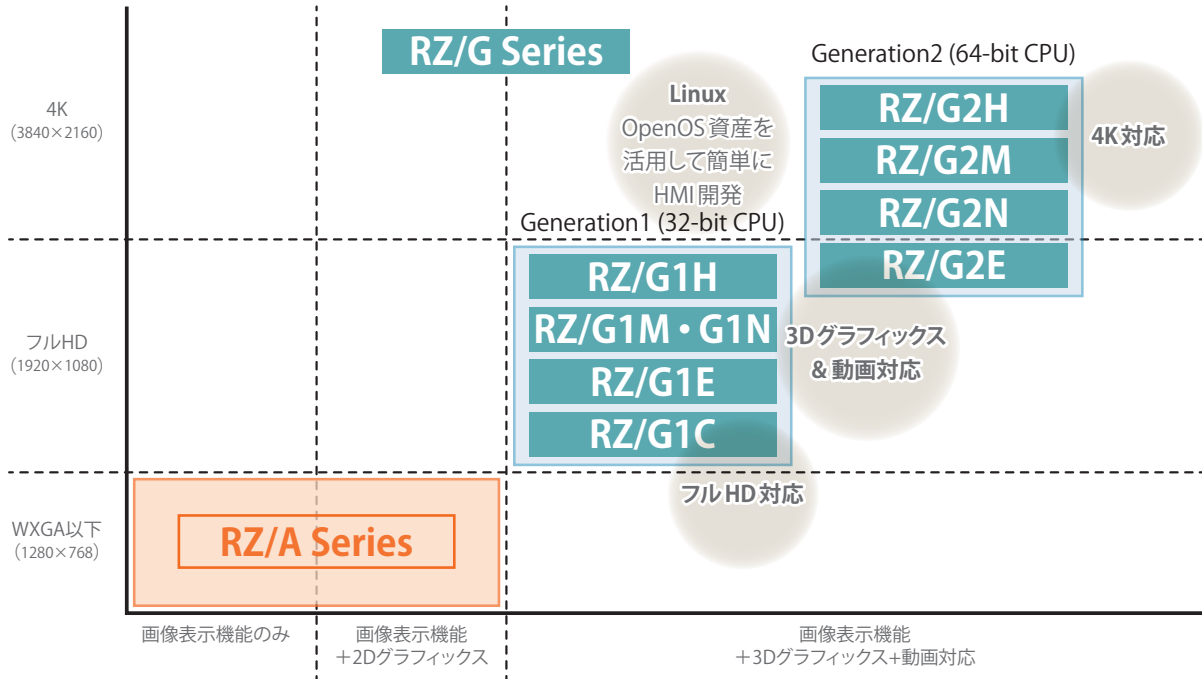 RZ/G Series
Generation2 (64-bit CPU)
4K
(3840×2160)
Linux
OpenOS資産を
活用して簡単に
HMI開発
RZ/G2H
RZ/G2M
RZ/G2N
RZ/G2E
4K対応
Generation1 (32-bit CPU)
フルHD
(1920×1080)
RZ/G1H
RZ/G1M・G1N
RZ/G1E
RZ/G1C
3Dグラフィックス
&動画対応
フルHD対応
WXGA以下
(1280×768)
RZ/A Series
画像表示機能のみ
画像表示機能
+2Dグラフィックス
画像表示機能
+3Dグラフィックス+動画対応